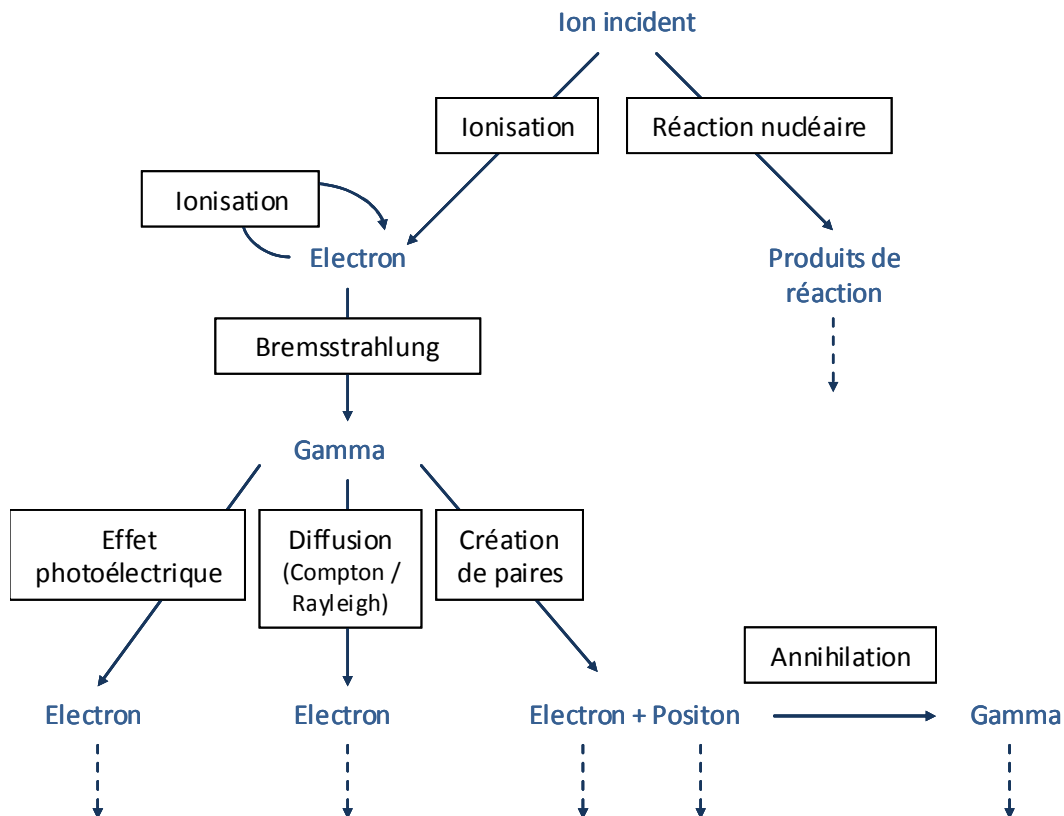 Ion incident
Ionisation
Réaction nucléaire
Ionisation
Electron
Produits de
réaction
Bremsstrahlung
Gamma
Effet
photoélectrique
Diffusion
(Compton /
Rayleigh)
Création
de paires
Annihilation
Electron
Electron
Electron + Positon
Gamma